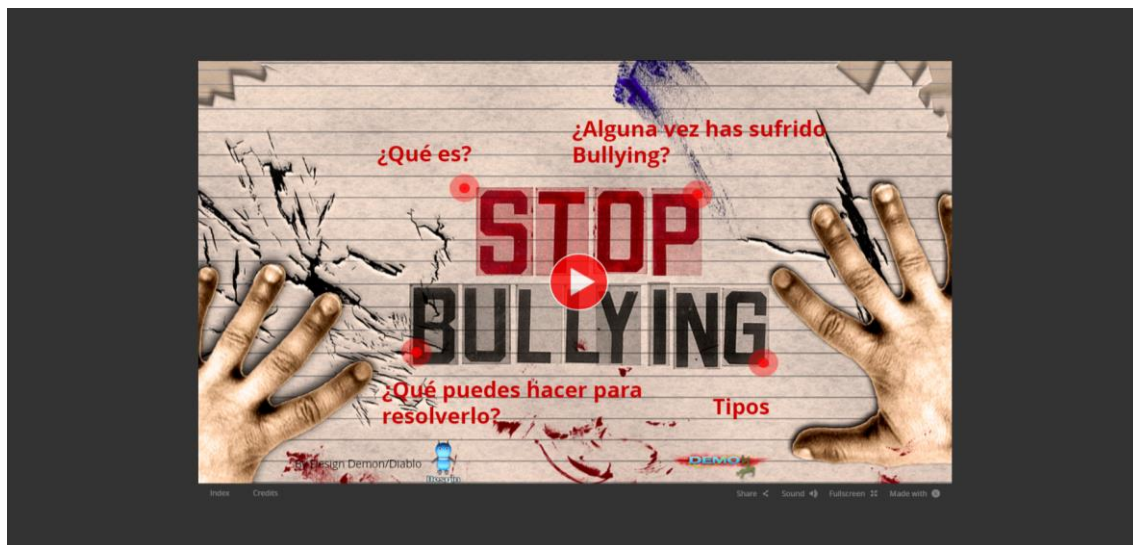 ¿Alguna vez has sufrido
Bullying?
¿Qué es?
STOP
BULLYING
¿Qué puedes hacer para
resolverlo?
Tipos
Design Demon/Diablo
DEMO
Index
Credits
Share
Sound
Fullscreen
Made with